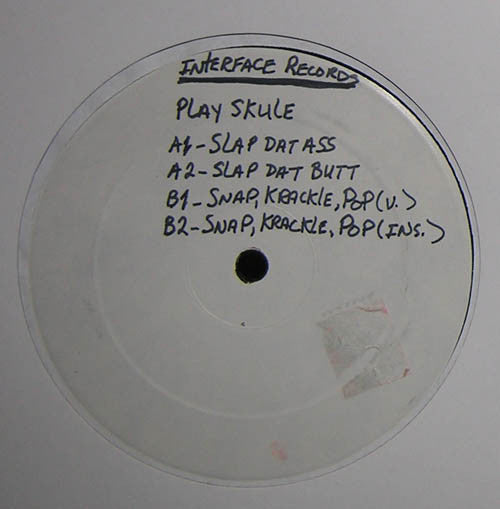 INTERFACE RECORDS
PLAY SKULE
A1-SLAP DAT ASS
A2-SLAP DAT BUTT
B1-SNAP, KRACKLE, POP (V.)
B2-SNAP, KRACKLE, POP (INS.)